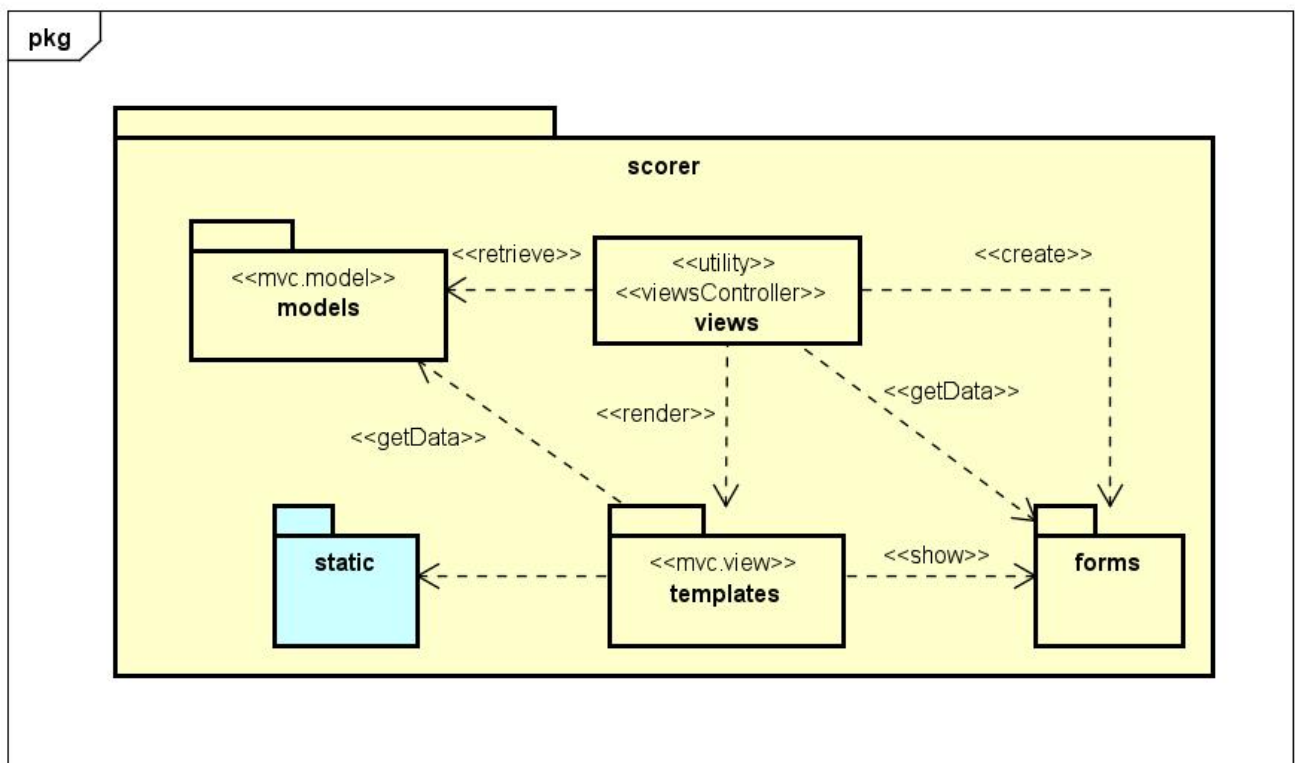 pkg
scorer
<<retrieve>>
<<create>>
<<utility>>
<<mvc.model>>
<<viewsController>>
models
views
<<getData>>
<<render>>
<<getData>>
static
<<mvc.view>>
<<show>>
forms
templates